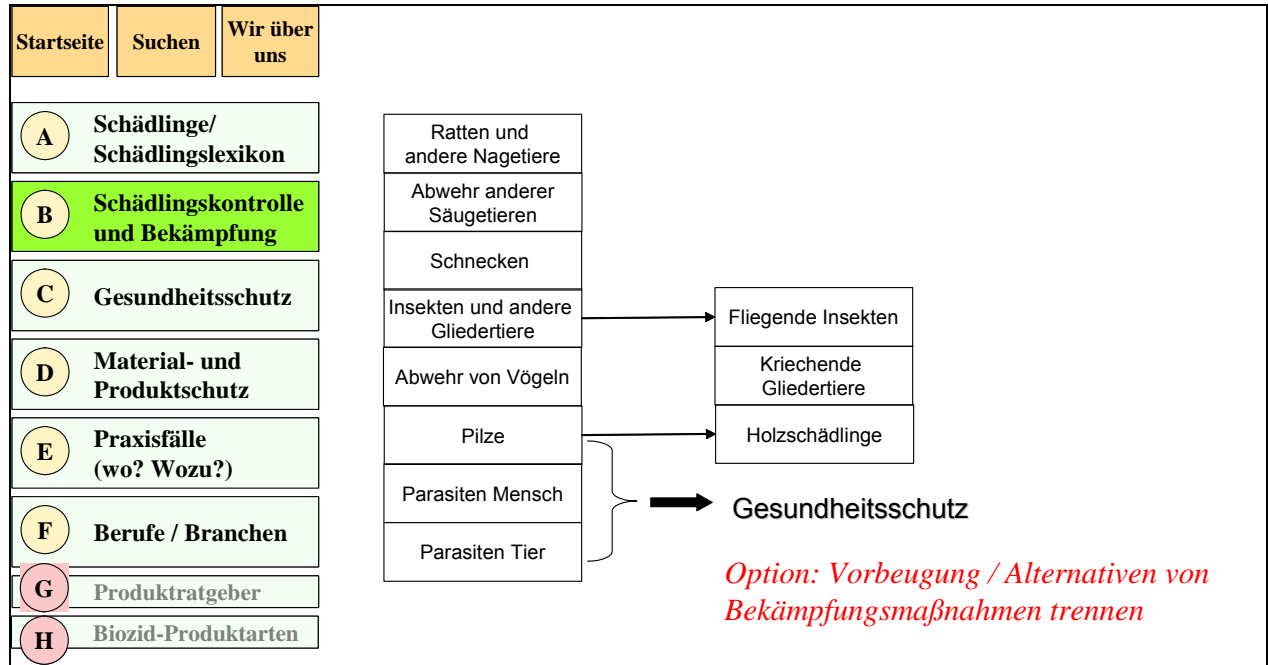 Startseite
Suchen
Wir über
uns
A
Schädlinge/
Schädlingslexikon
B
Schädlingskontrolle
und Bekämpfung
C
Gesundheitsschutz
D
Material- und
Produktschutz
E
Praxisfälle
(wo? Wozu?)
F
Berufe / Branchen
G
Produktratgeber
H
Biozid-Produktarten
Ratten und
andere Nagetiere
Abwehr anderer
Säugetieren
Schnecken
Insekten und andere
Gliedertiere
Abwehr von Vögeln
Pilze
Parasiten Mensch
Parasiten Tier
Fliegende Insekten
Kriechende
Gliedertiere
Holzschädlinge
Gesundheitsschutz
Option: Vorbeugung / Alternativen von
Bekämpfungsmaßnahmen trennen